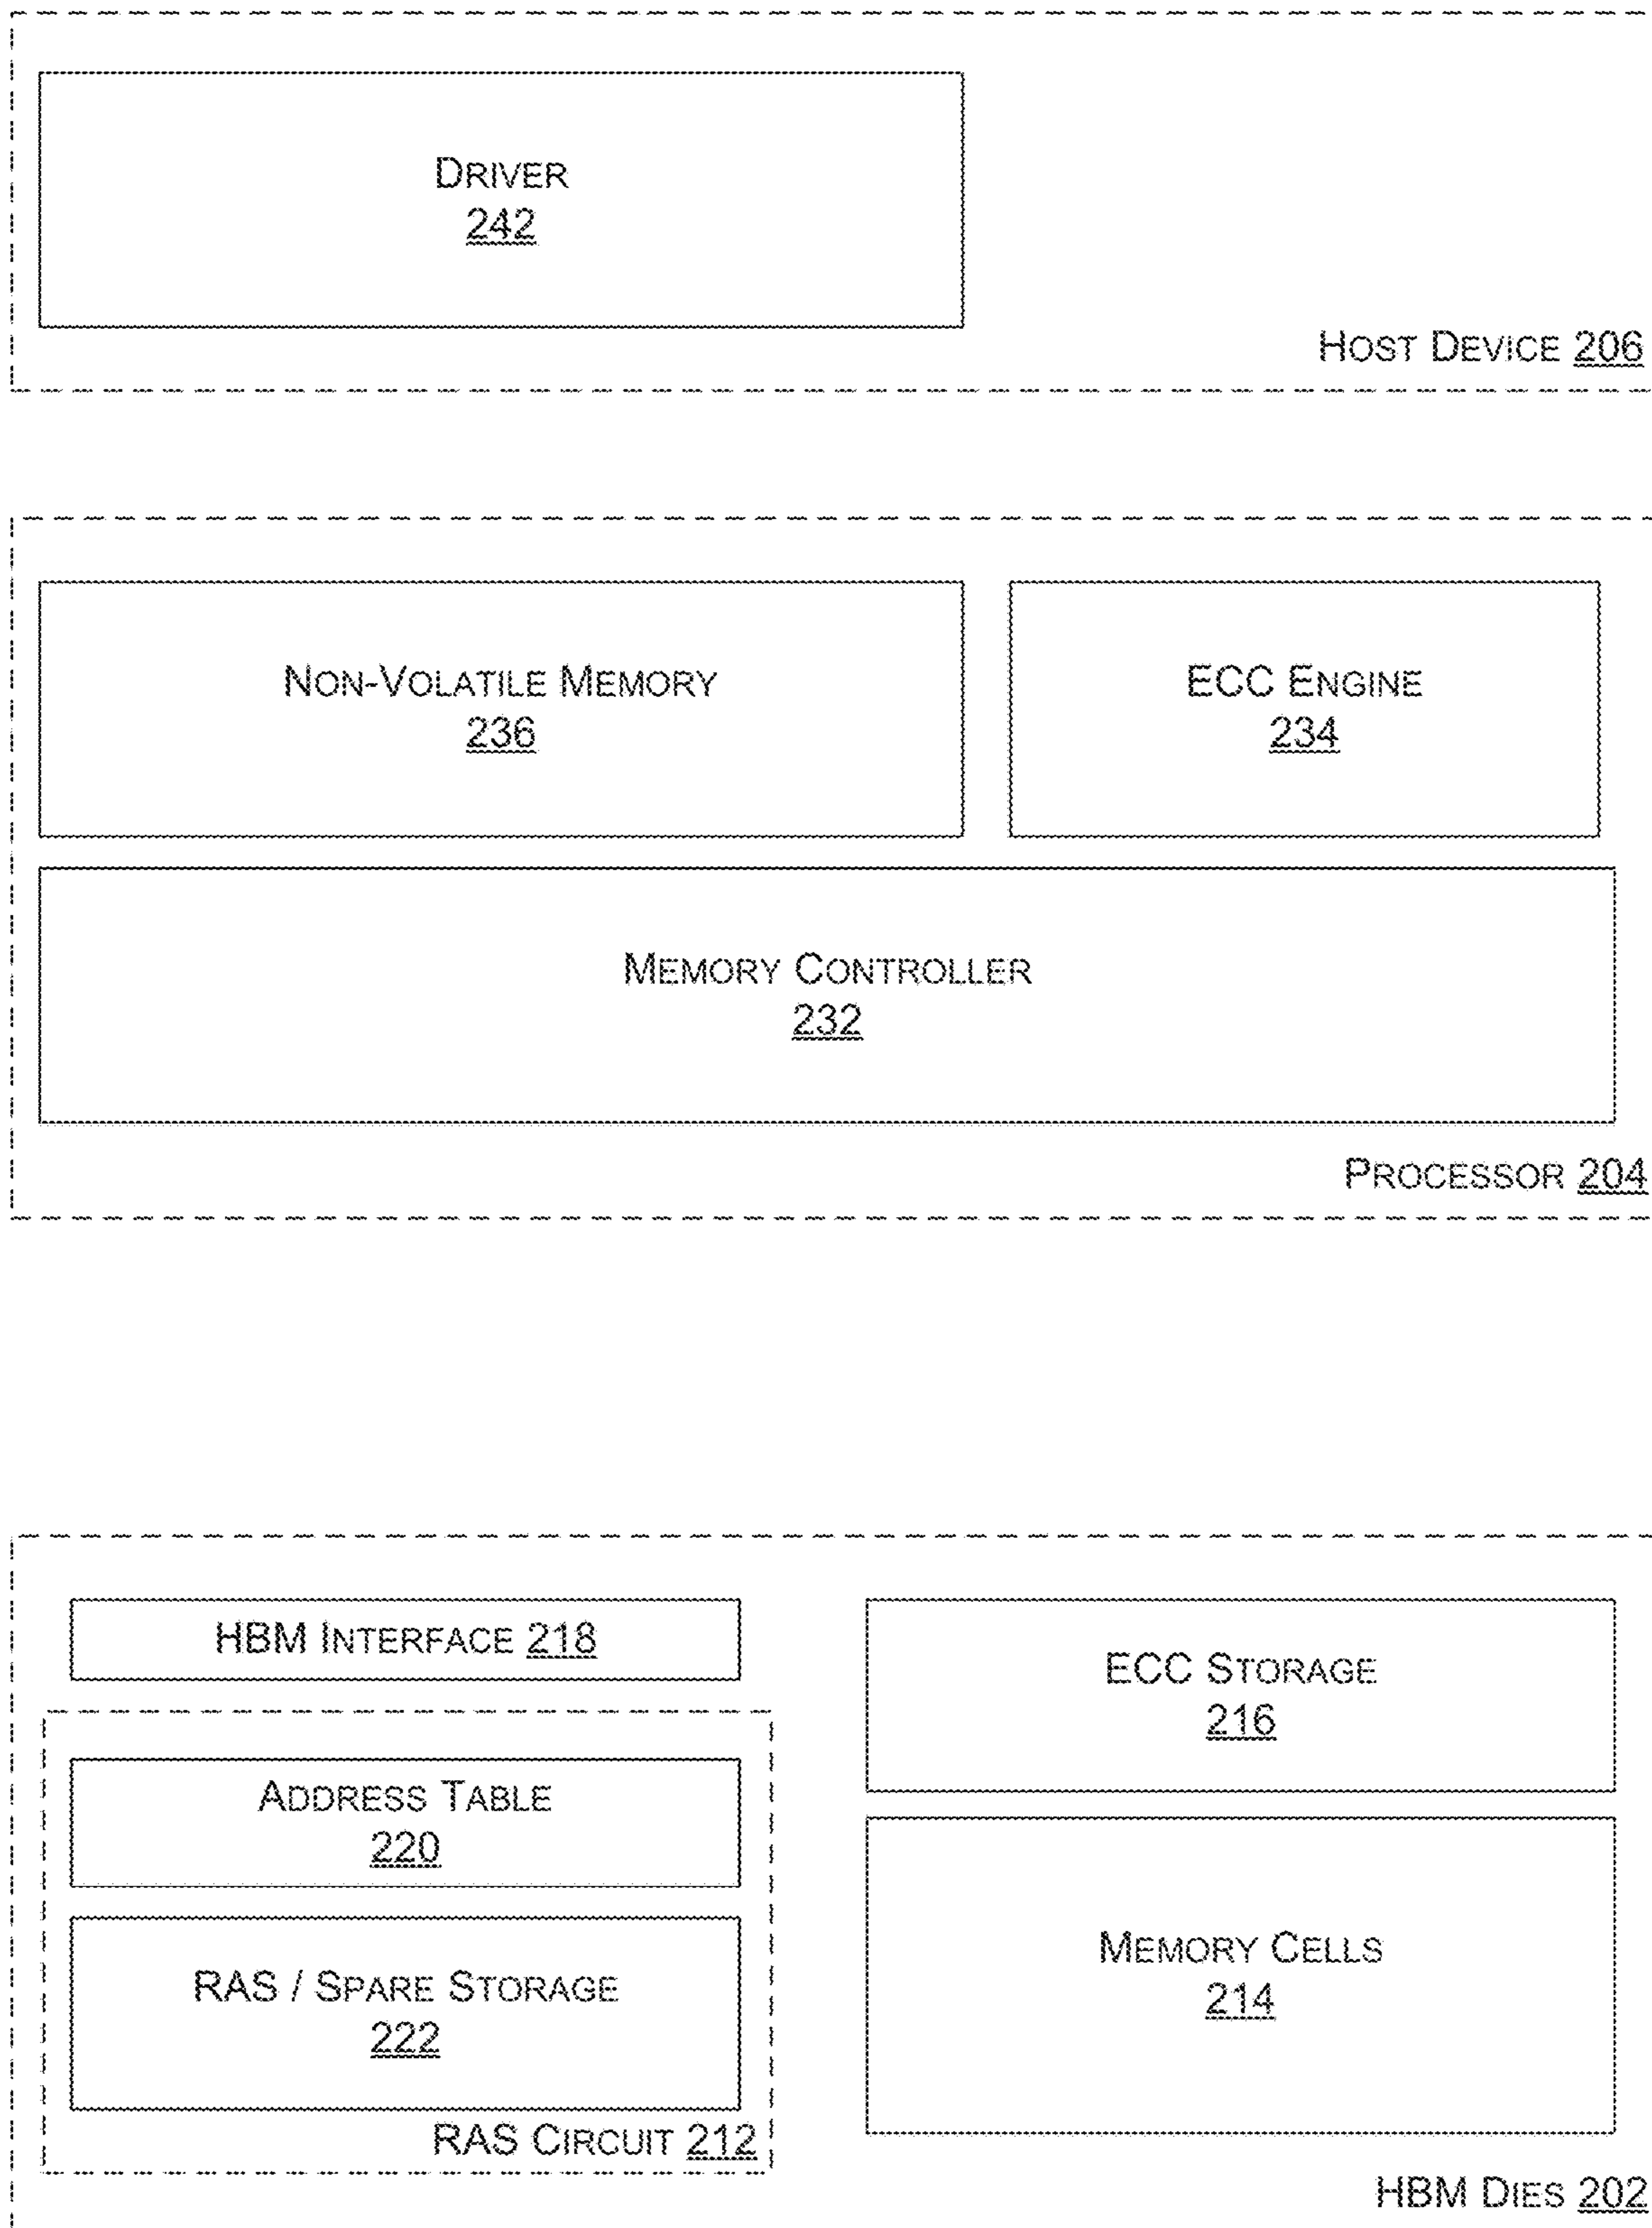 DRIVER
242
HOST DEVICE 206
NON-VOLATILE MEMORY
236
ECC ENGINE
234
MEMORY CONTROLLER
232
PROCESSOR 204
HBM INTERFACE 218
ADDRESS TABLE
220
RAS / SPARE STORAGE
222
RAS CIRCUIT 212
ECC STORAGE
216
MEMORY CELLS
214
HBM DIES 202